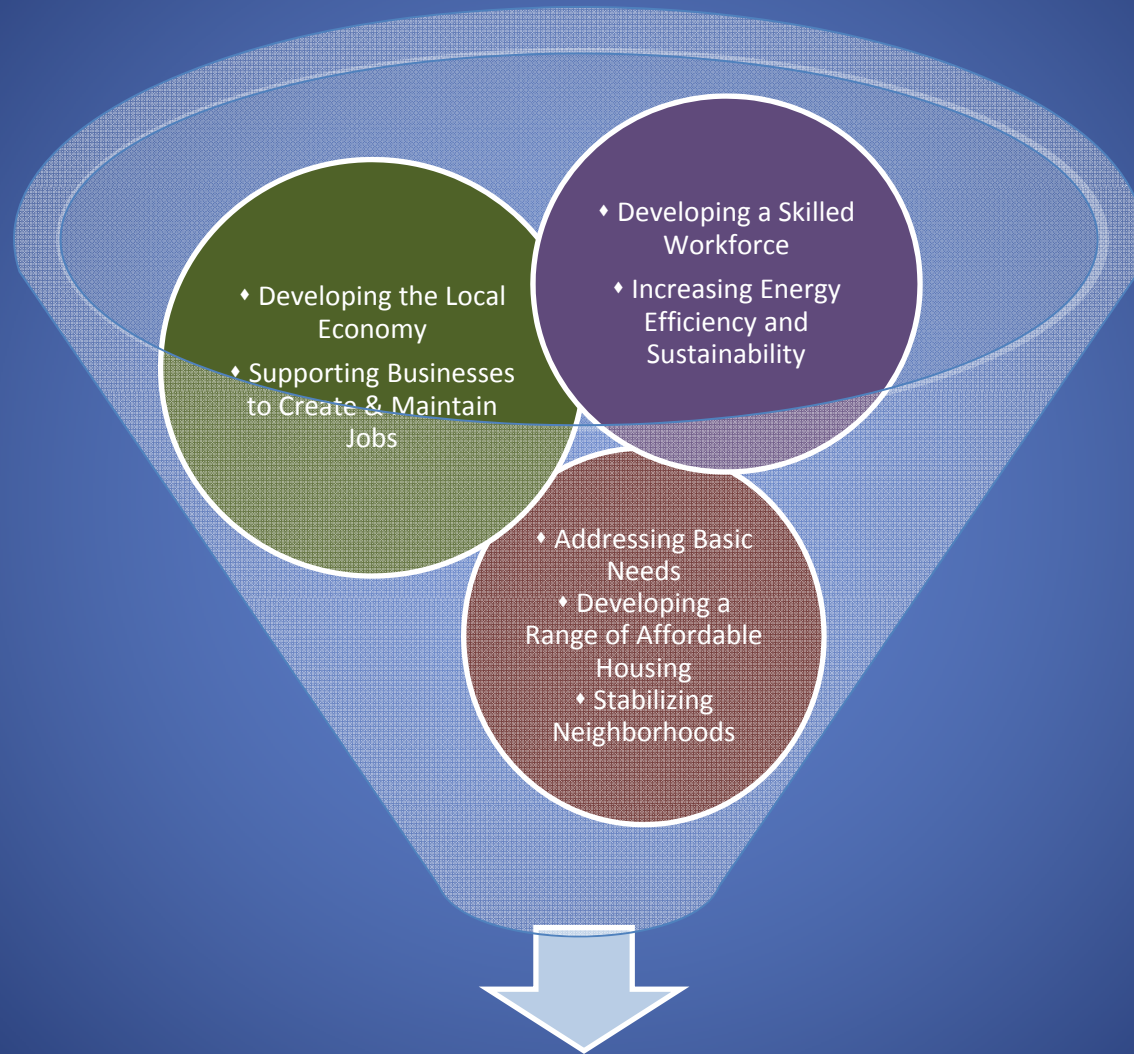 ♦ Developing a Skilled
Workforce
♦ Increasing Energy
Efficiency and
Sustainability
♦ Developing the Local
Economy
♦ Supporting Businesses
to Create & Maintain
Jobs
♦ Addressing Basic
Needs
♦ Developing a
Range of Affordable
Housing
♦ Stabilizing
Neighborhoods